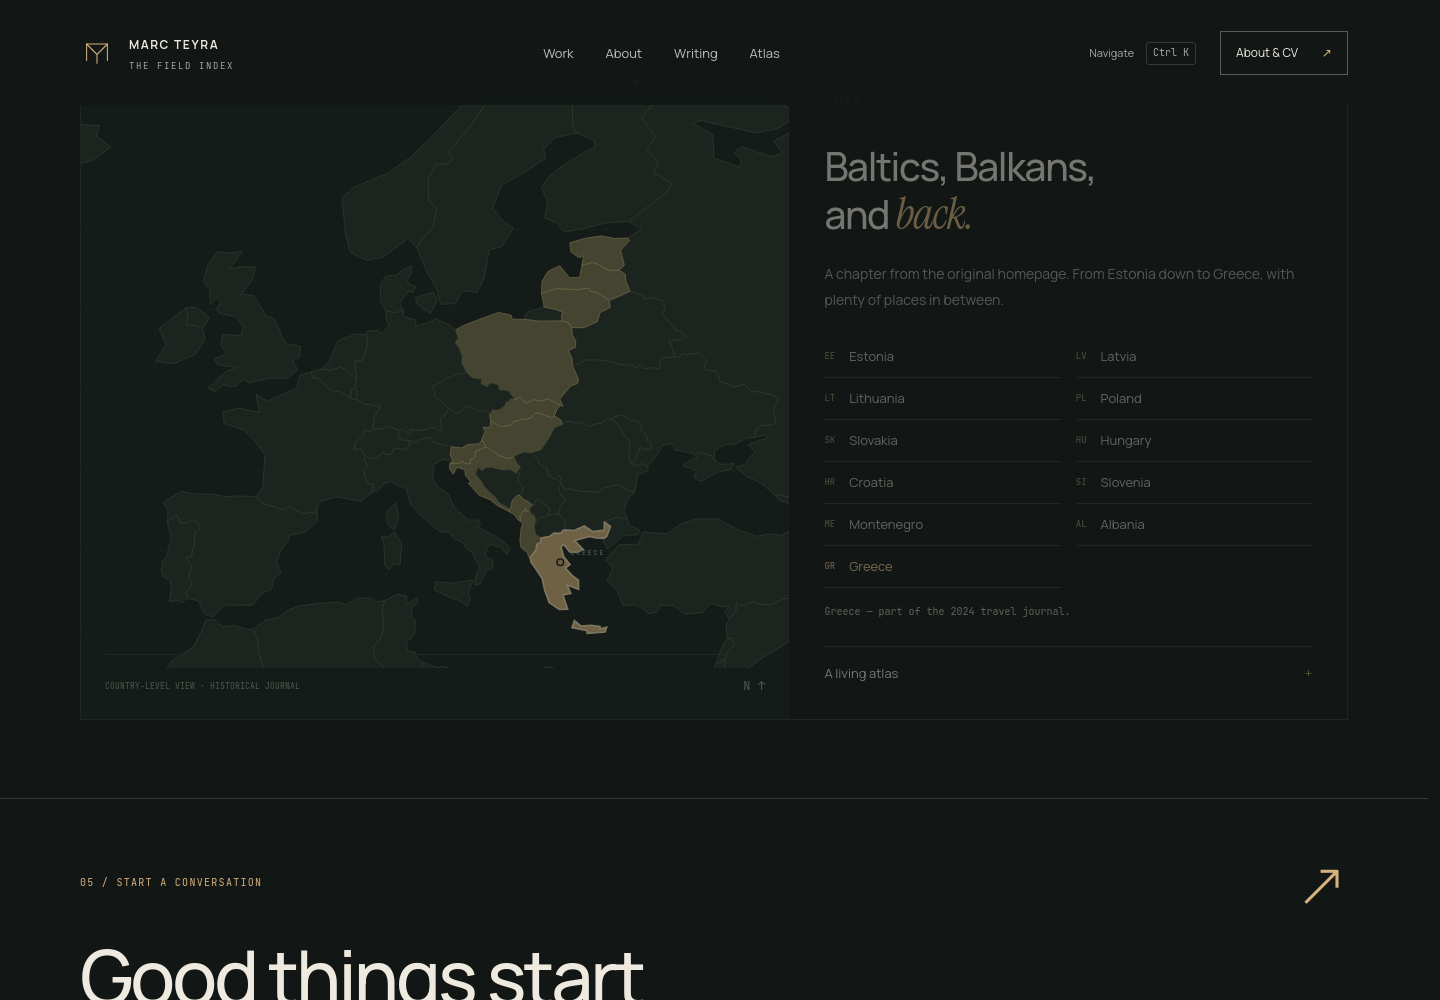 MARC TEYRA
THE FIELD INDEX
Work
About
Writing
Atlas
Navigate
Ctrl K
About & CV ↗
2024
Baltics, Balkans,
and back.
A chapter from the original homepage. From Estonia down to Greece, with
plenty of places in between.
EE Estonia
LV Latvia
LT Lithuania
PL Poland
SK Slovakia
HU Hungary
HR Croatia
SI Slovenia
ME Montenegro
AL Albania
GR Greece
Greece — part of the 2024 travel journal.
A living atlas +
GREECE
COUNTRY-LEVEL VIEW · HISTORICAL JOURNAL
N ↑
05 / START A CONVERSATION
Good things start